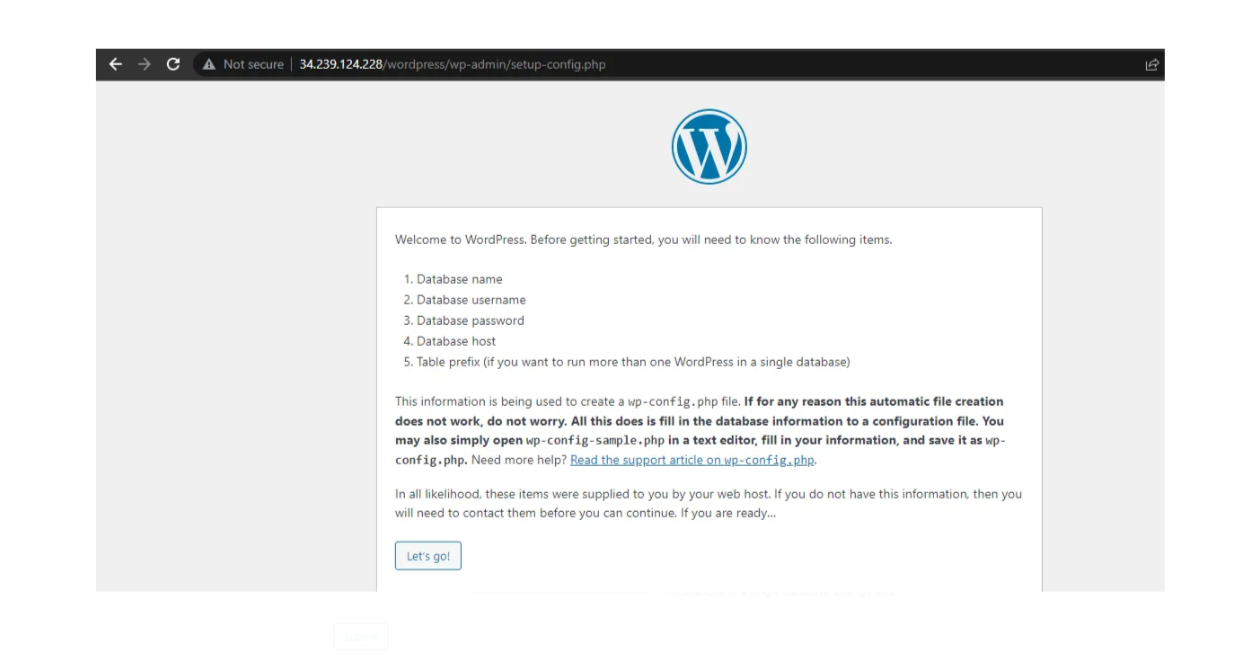 Not secure | 34.239.124.228/wordpress/wp-admin/setup-config.php
W
Welcome to WordPress. Before getting started, you will need to know the following items.
1. Database name
2. Database username
3. Database password
4. Database host
5. Table prefix (if you want to run more than one WordPress in a single database)
This information is being used to create a wp-config.php file. If for any reason this automatic file creation
does not work, do not worry. All this does is fill in the database information to a configuration file. You
may also simply open wp-config-sample.php in a text editor, fill in your information, and save it as wp-
config.php. Need more help? Read the support article on wp-config.php.
In all likelihood, these items were supplied to you by your web host. If you do not have this information, then you
will need to contact them before you can continue. If you are ready...
Let's go!